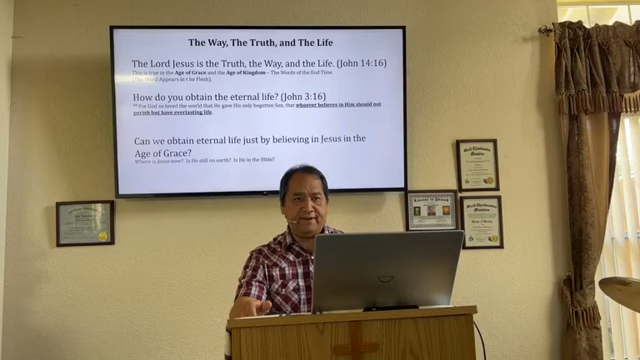 The Way, The Truth, and The Life
The Lord Jesus is the Truth, the Way, and the Life. (John 14:16)
This is true in the Age of Grace and the Age of Kingdom – The Words of the End Time
(The Word Appears in the Flesh).
How do you obtain the eternal life? (John 3:16)
16 For God so loved the world that He gave His only begotten Son, that whoever believes in Him should not
perish but have everlasting life.
Can we obtain eternal life just by believing in Jesus in the
Age of Grace?
Where is Jesus now? Is He still on earth? Is He in the Bible?
DELL